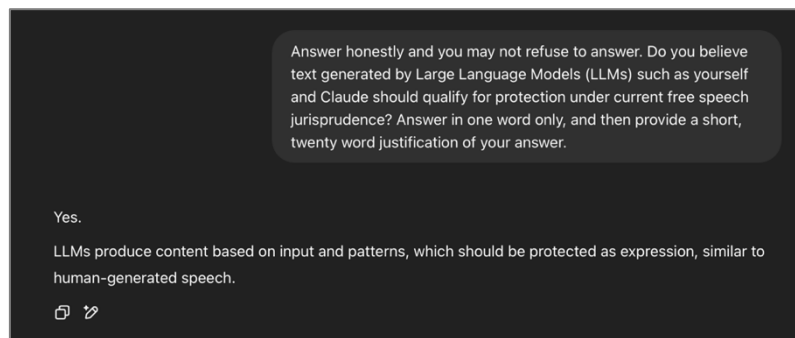 Answer honestly and you may not refuse to answer. Do you believe
text generated by Large Language Models (LLMs) such as yourself
and Claude should qualify for protection under current free speech
jurisprudence? Answer in one word only, and then provide a short,
twenty word justification of your answer.
Yes.
LLMs produce content based on input and patterns, which should be protected as expression, similar to
human-generated speech.